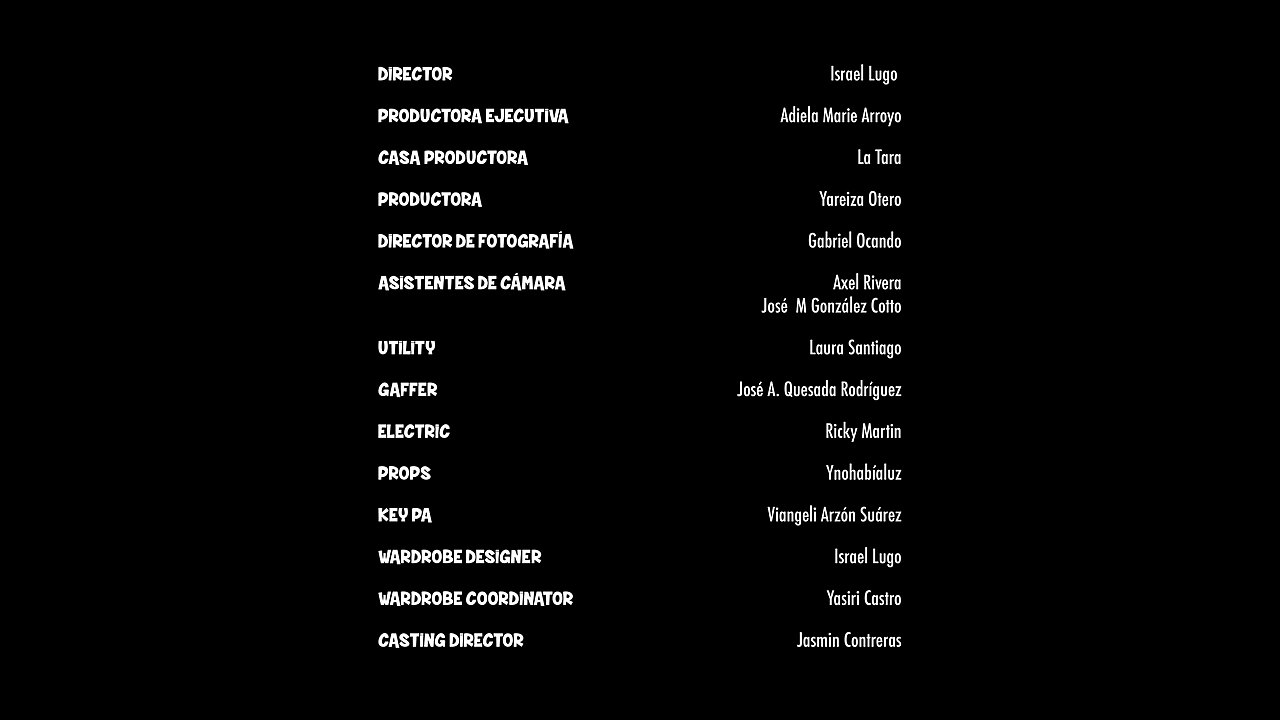 DIRECTOR Israel Lugo
PRODUCTORA EJECUTIVA Adiela Marie Arroyo
CASA PRODUCTORA La Tara
PRODUCTORA Yareiza Otero
DIRECTOR DE FOTOGRAFÍA Gabriel Ocando
ASISTENTES DE CÁMARA Axel Rivera
José M González Cotto
UTILITY Laura Santiago
GAFFER José A. Quesada Rodríguez
ELECTRIC Ricky Martin
PROPS Ynohabíaluz
KEY PA Viangeli Arzón Suárez
WARDROBE DESIGNER Israel Lugo
WARDROBE COORDINATOR Yasiri Castro
CASTING DIRECTOR Jasmin Contreras